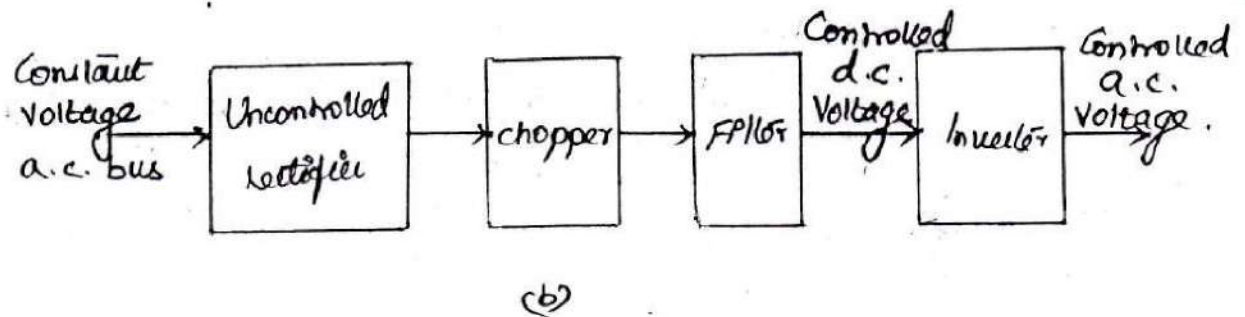 Constant
voltage
a.c. bus
Uncontrolled
rectifier
chopper
Filter
Controlled
d.c.
voltage
Inverter
Controlled
a.c.
voltage.
(b)